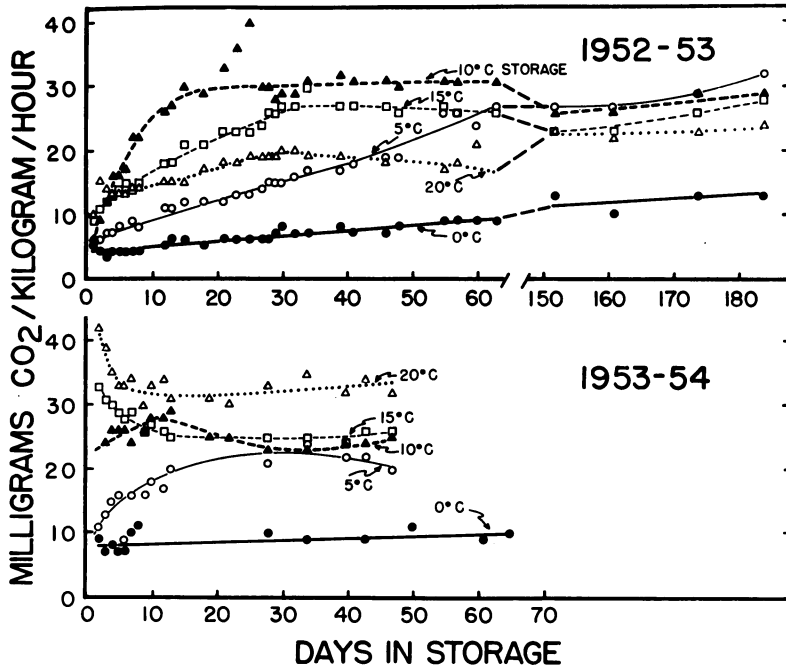 MILLIGRAMS CO2/KILOGRAM/HOUR
40
30
20
10
0
1952-53
10°C STORAGE
15°C
5°C
20°C
0°C
0 10 20 30 40 50 60 150 160 170 180
40
30
20
10
0
1953-54
20°C
15°C
10°C
5°C
0°C
0 10 20 30 40 50 60 70
DAYS IN STORAGE